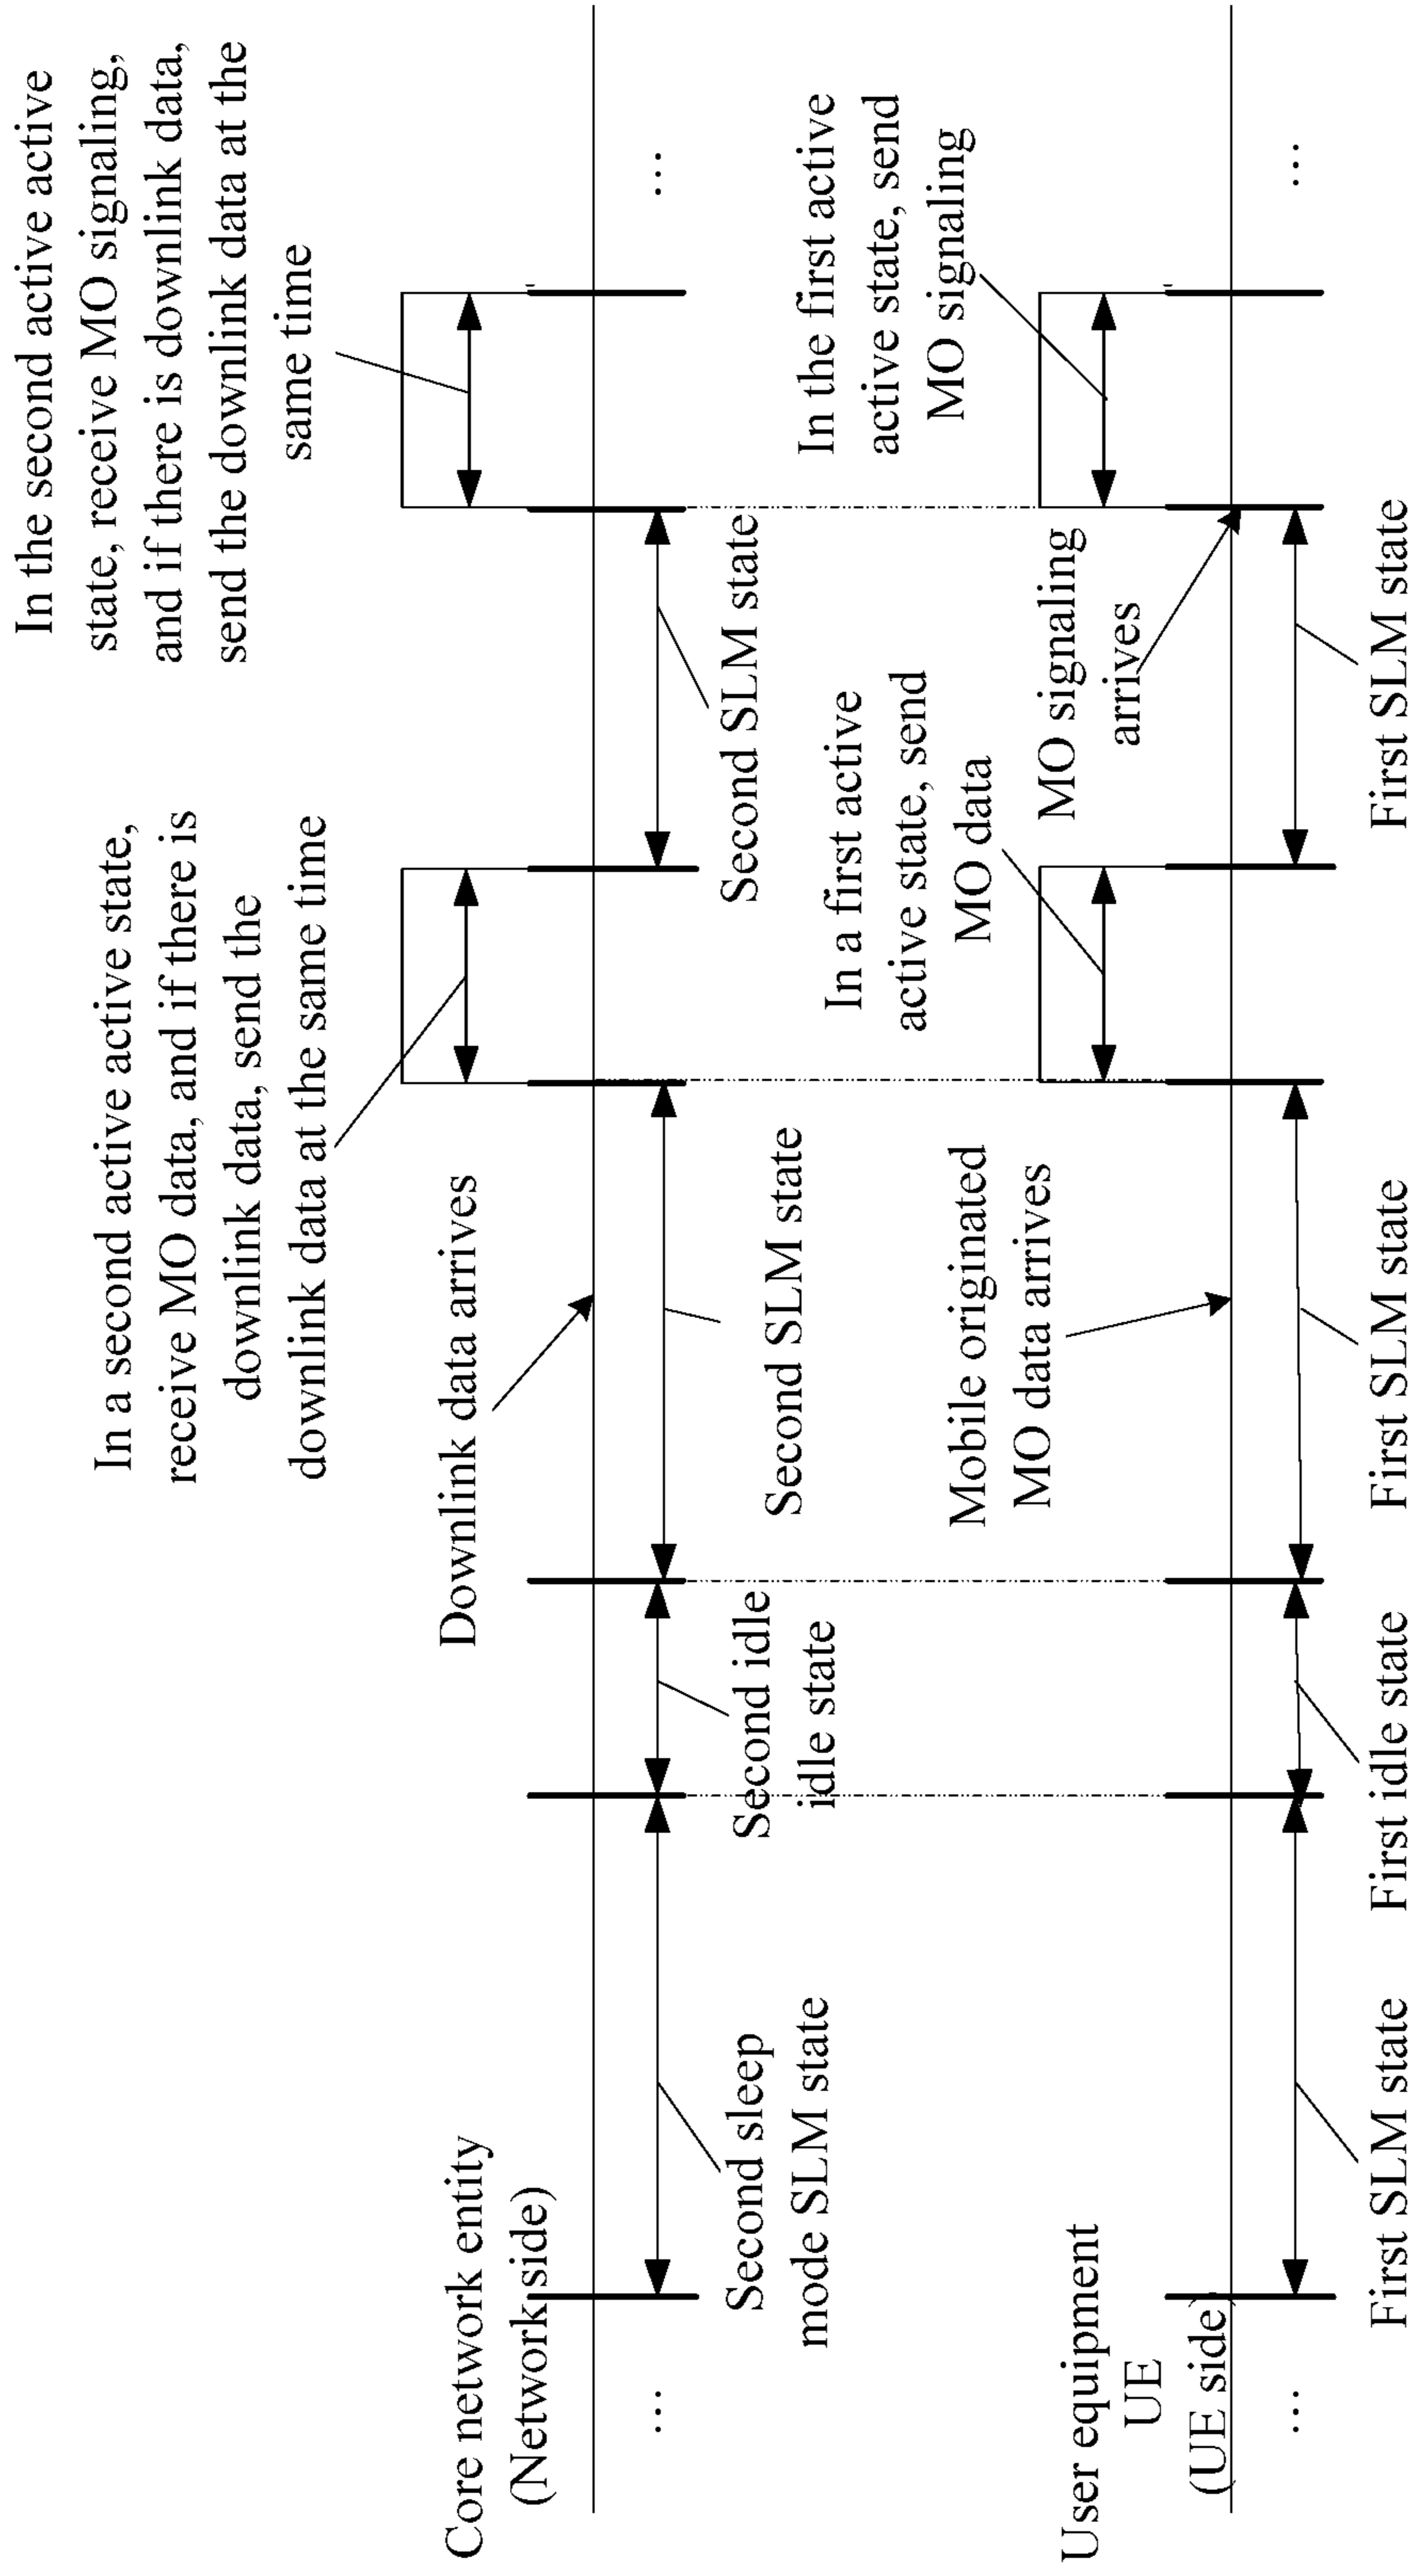 In a second active active state,
receive MO data, and if there is
downlink data, send the
downlink data at the same time
In the second active active
state, receive MO signaling,
and if there is downlink data,
send the downlink data at the
same time
Core network entity
(Network side)
Downlink data arrives
...
Second sleep
mode SLM state
Second idle
idle state
Second SLM state
Second SLM state
...
User equipment
UE
(UE side)
Mobile originated
MO data arrives
In a first active
active state, send
MO data
MO signaling
arrives
In the first active
active state, send
MO signaling
...
First SLM state
First idle state
First SLM state
First SLM state
...